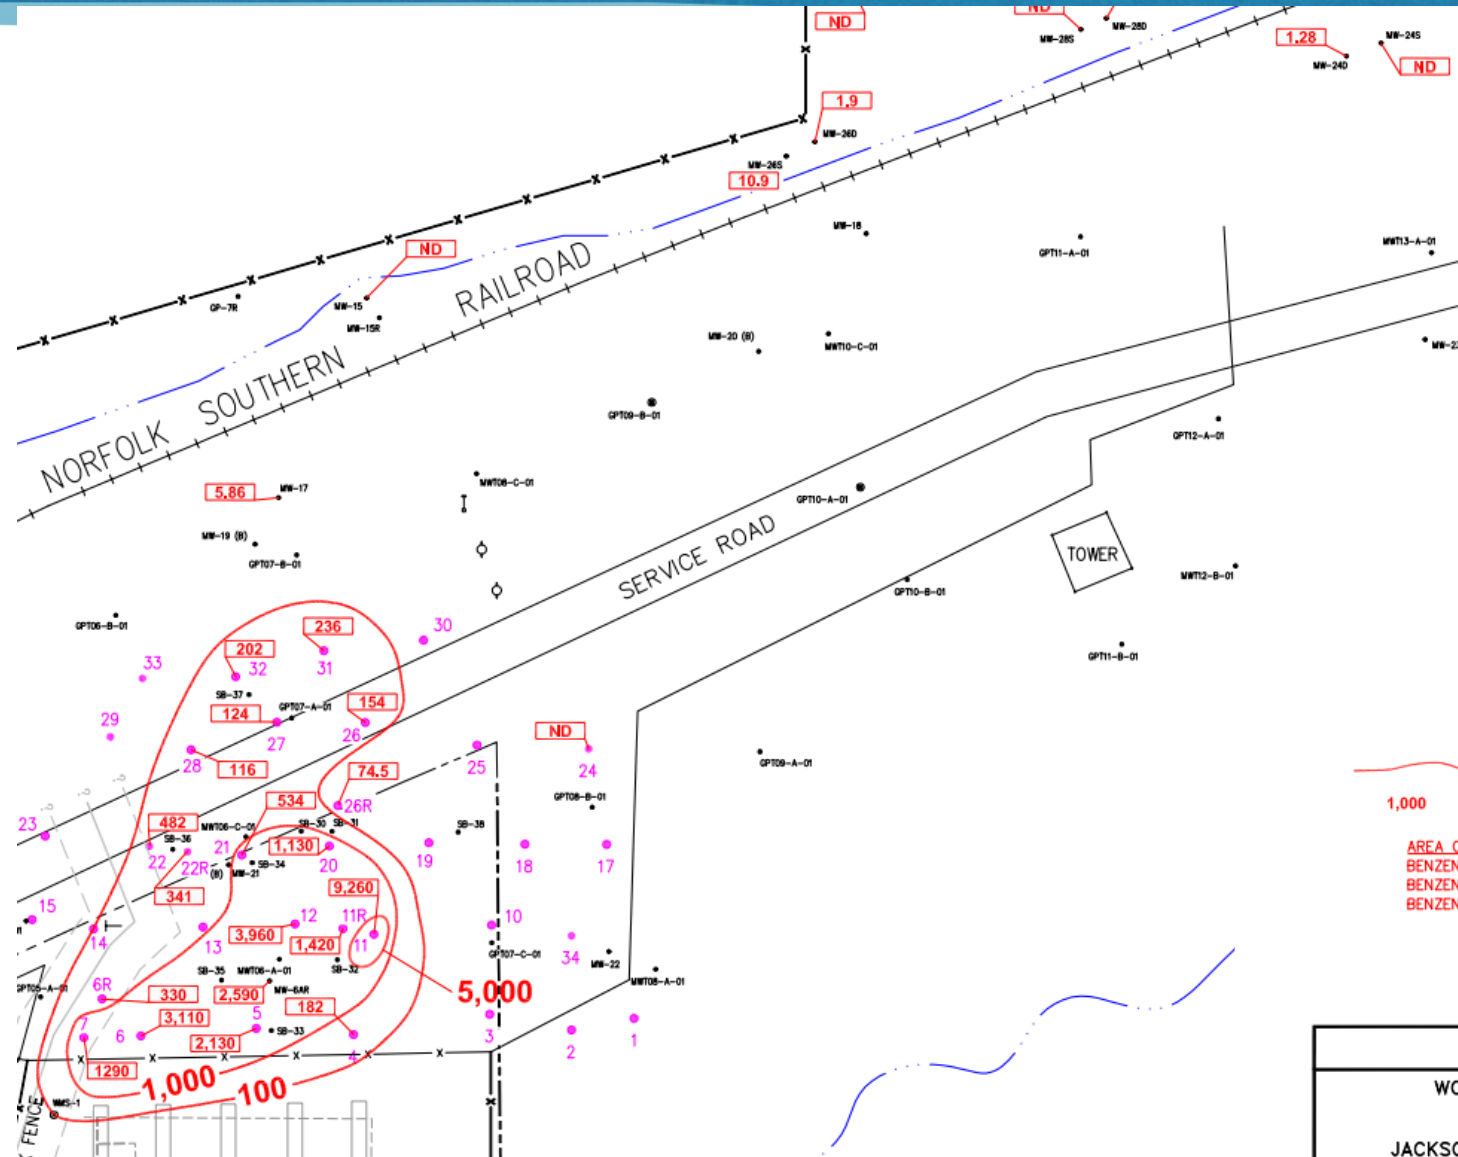 ND
ND
MW-28S
MW-28D
1.28
MW-24S
MW-24D
ND
1.9
MW-26D
MW-26S
10.9
MW-18
GPT11-A-01
MWT13-A-01
ND
GP-7R
MW-15
MW-15R
NORFOLK SOUTHERN RAILROAD
MW-20 (B)
MWT10-C-01
MW-23
GPT09-B-01
GPT12-A-01
5.86
MW-17
MWT08-C-01
GPT10-A-01
MW-19 (B)
GPT07-B-01
SERVICE ROAD
TOWER
MWT12-B-01
GPT10-B-01
GPT06-B-01
GPT11-B-01
236
30
202
33
32
31
SB-37
GPT07-A-01
124
154
29
27
26
ND
28
116
25
24
GPT09-A-01
74.5
534
26R
GPT08-B-01
1,000
23
482
MWT06-C-01
SB-30
SB-31
SB-38
SB-36
21
1,130
22
22R
(B)
MW-21
SB-34
20
19
18
17
AREA O
BENZEN
BENZEN
BENZEN
341
9,260
15
14
13
12
11R
11
10
3,960
1,420
34
GPT07-C-01
MW-22
SB-35
MWT06-A-01
SB-32
MWT08-A-01
GPT05-A-01
6R
330
2,590
MW-6AR
5,000
182
7
6
3,110
5
SB-33
4
3
2
1
2,130
1290
1,000
100
WMS-1
FENCE
?
?
?
WO
JACKSO